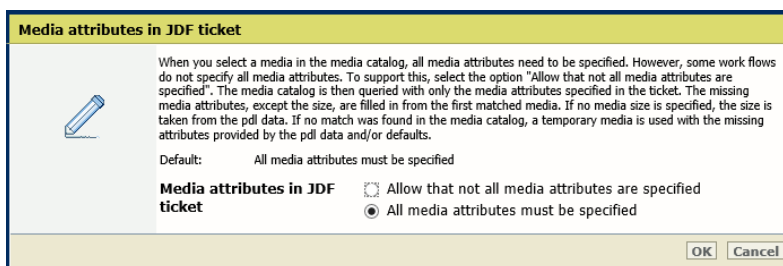 Media attributes in JDF ticket
When you select a media in the media catalog, all media attributes need to be specified. However, some work flows
do not specify all media attributes. To support this, select the option "Allow that not all media attributes are
specified". The media catalog is then queried with only the media attributes specified in the ticket. The missing
media attributes, except the size, are filled in from the first matched media. If no media size is specified, the size is
taken from the pdl data. If no match was found in the media catalog, a temporary media is used with the missing
attributes provided by the pdl data and/or defaults.
Default: All media attributes must be specified
Media attributes in JDF Allow that not all media attributes are specified
ticket All media attributes must be specified
OK Cancel